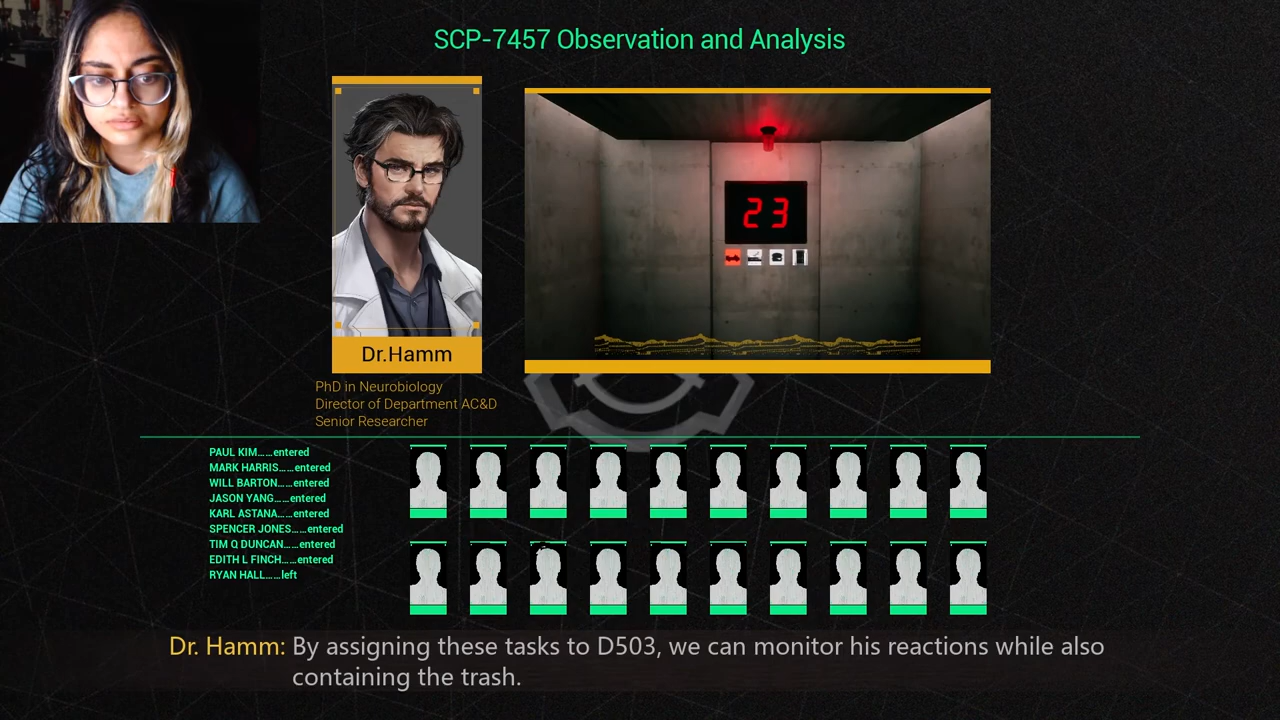 SCP-7457 Observation and Analysis
23
Dr.Hamm
PhD in Neurobiology
Director of Department AC&D
Senior Researcher
PAUL KIM......entered
MARK HARRIS......entered
WILL BARTON......entered
JASON YANG......entered
KARL ASTANA......entered
SPENCER JONES......entered
TIM Q DUNCAN......entered
EDITH L FINCH......entered
RYAN HALL......left
Dr. Hamm: By assigning these tasks to D503, we can monitor his reactions while also
containing the trash.